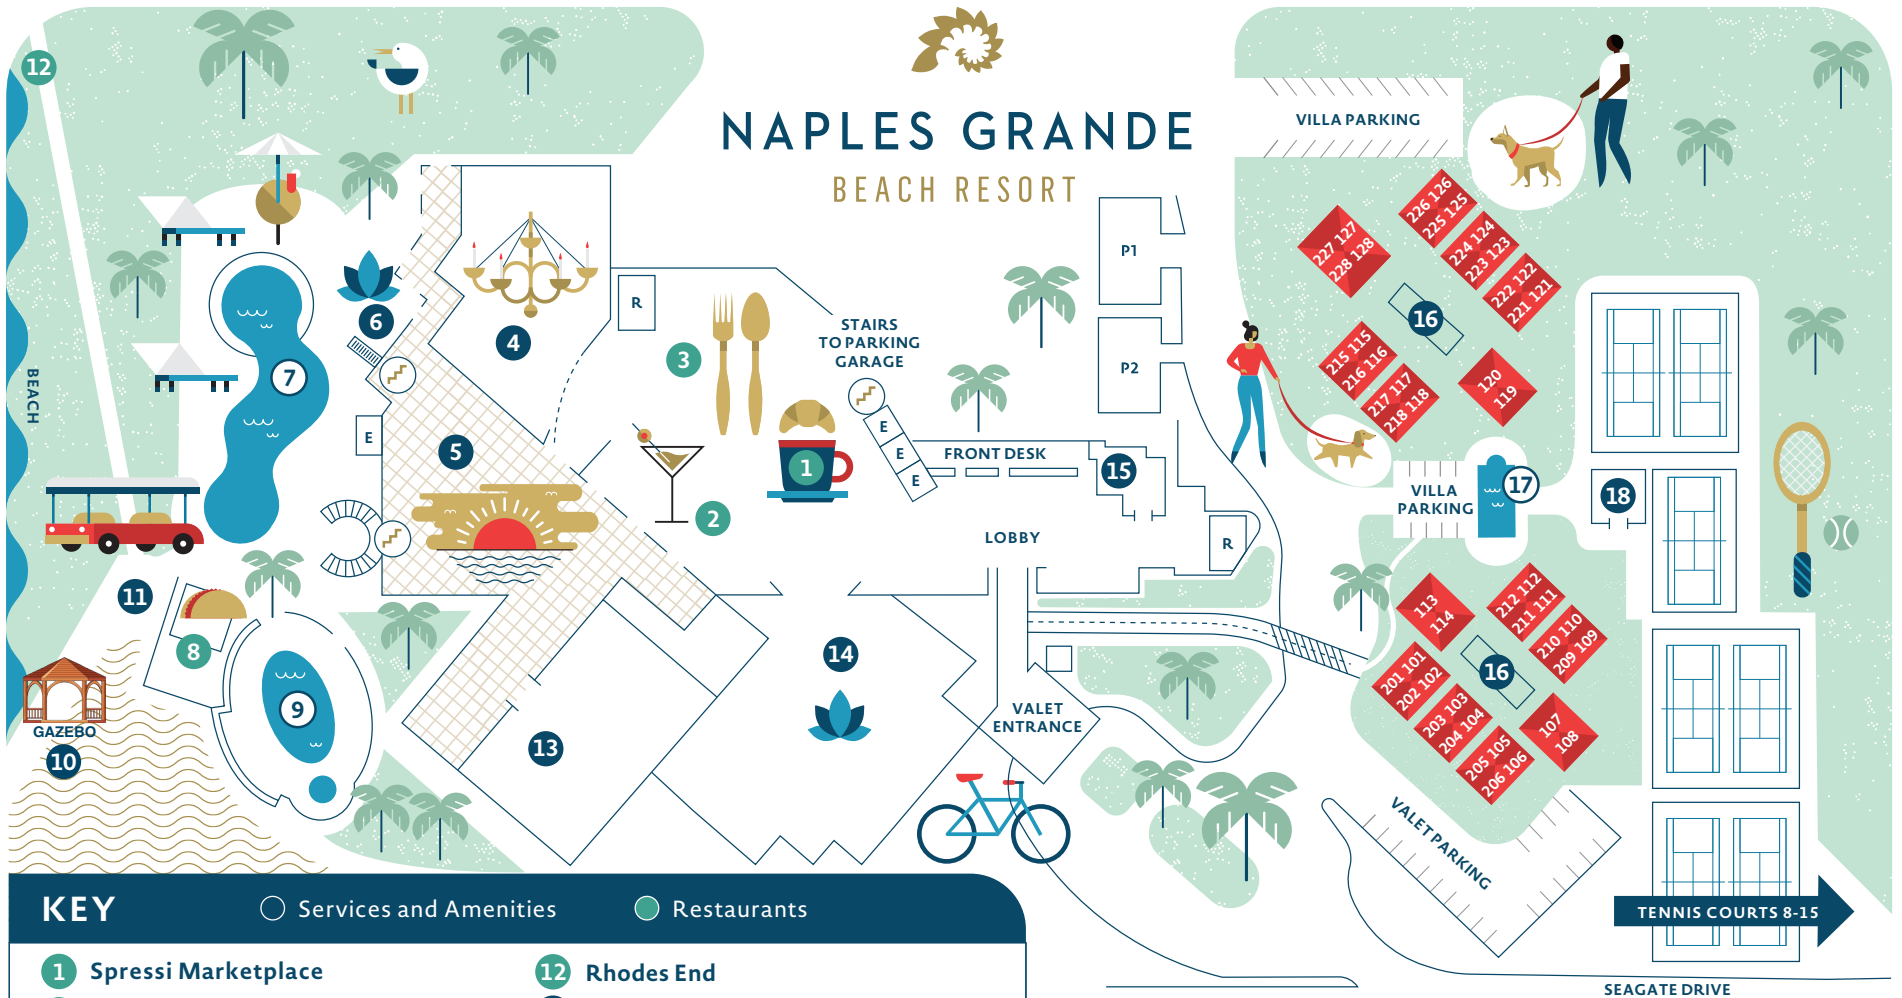 NAPLES GRANDE
BEACH RESORT
12
BEACH
VILLA PARKING
226 126
225 125
227 127
228 128
224 124
223 123
222 122
221 121
16
215 115
216 116
217 117
218 118
120
119
P1
P2
R
STAIRS
TO PARKING
GARAGE
6
4
3
7
E
5
1
2
E
E
E
FRONT DESK
15
LOBBY
R
VILLA
PARKING
17
18
11
8
GAZEBO
10
9
13
14
VALET
ENTRANCE
113
114
212 112
211 111
210 110
209 109
16
201 101
202 102
203 103
204 104
205 105
206 106
107
108
VALET PARKING
TENNIS COURTS 8-15
SEAGATE DRIVE
KEY
Services and Amenities
Restaurants
1 Spressi Marketplace
12 Rhodes End